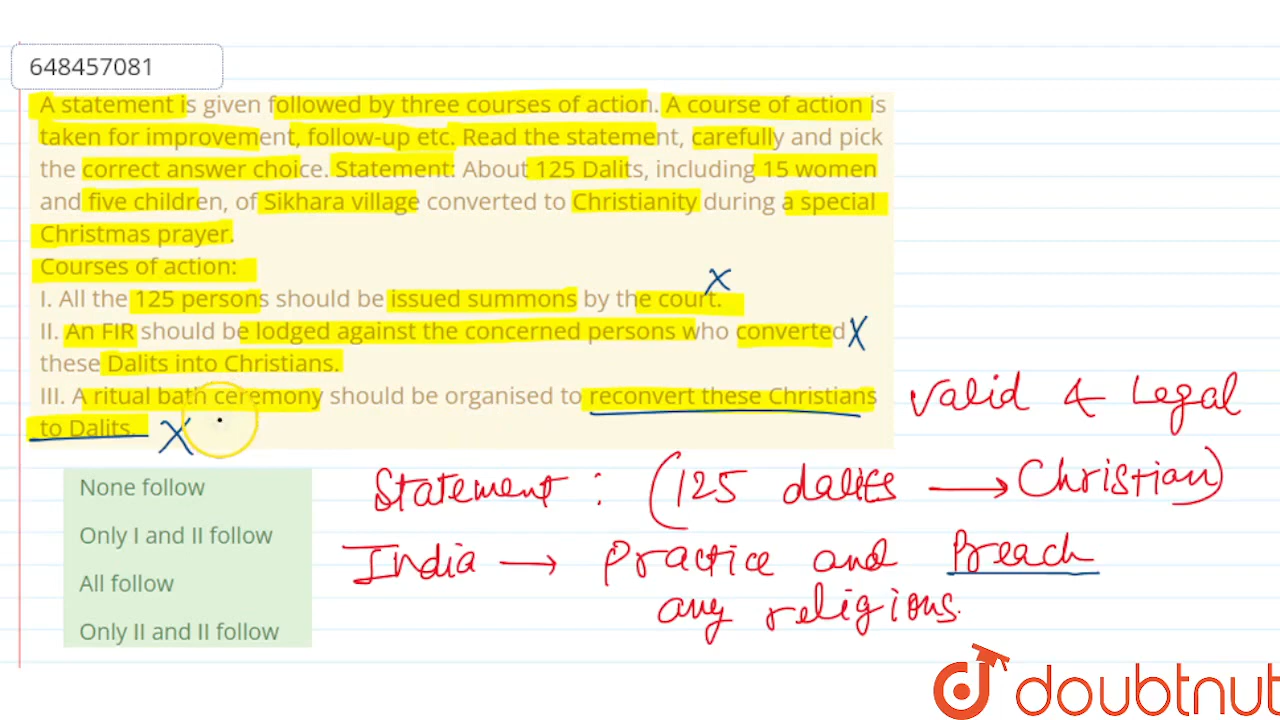 648457081
A statement is given followed by three courses of action. A course of action is
taken for improvement, follow-up etc. Read the statement, carefully and pick
the correct answer choice. Statement: About 125 Dalits, including 15 women
and five children, of Sikhara village converted to Christianity during a special
Christmas prayer.
Courses of action:
I. All the 125 persons should be issued summons by the court. X
II. An FIR should be lodged against the concerned persons who converted X
these Dalits into Christians.
III. A ritual bath ceremony should be organised to reconvert these Christians
to Dalits. X
Valid & Legal
None follow
Only I and II follow
All follow
Only II and II follow
Statement : (125 dalits → Christian)
India → Practice and Preach
any religions.
doubtnut